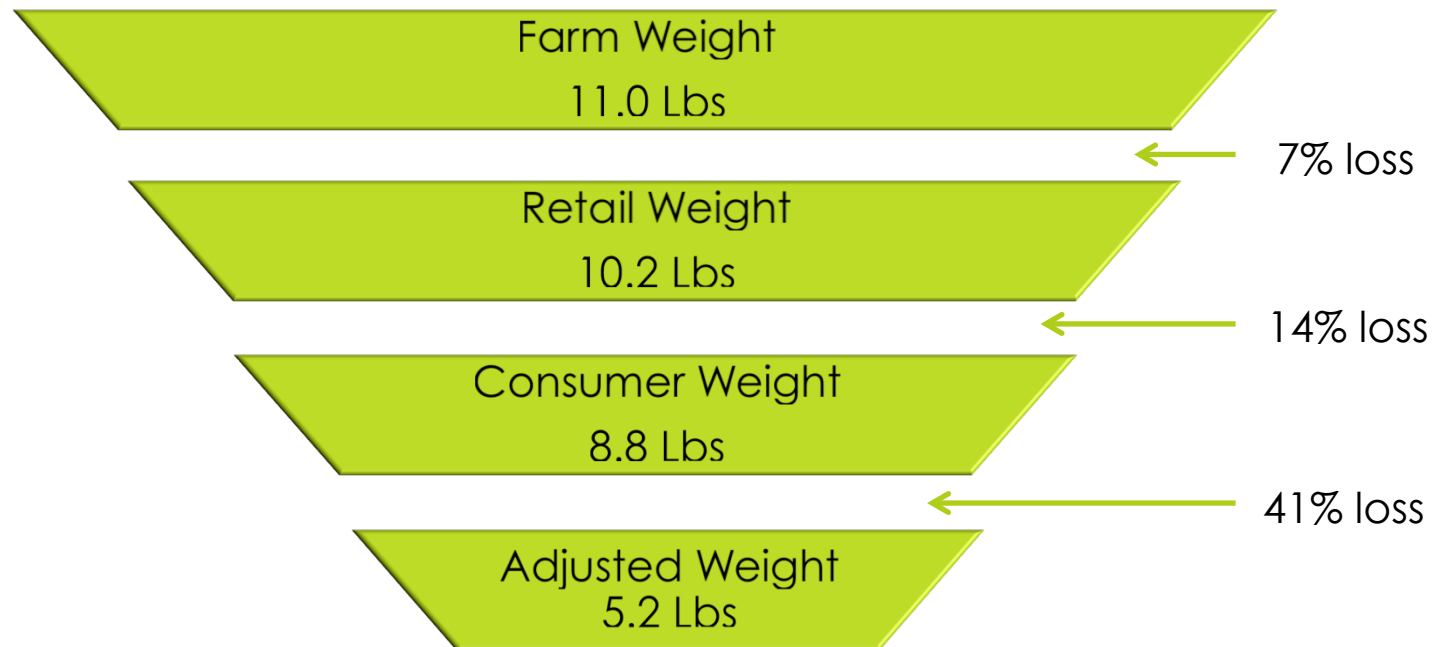 Farm Weight
11.0 Lbs
7% loss
Retail Weight
10.2 Lbs
14% loss
Consumer Weight
8.8 Lbs
41% loss
Adjusted Weight
5.2 Lbs